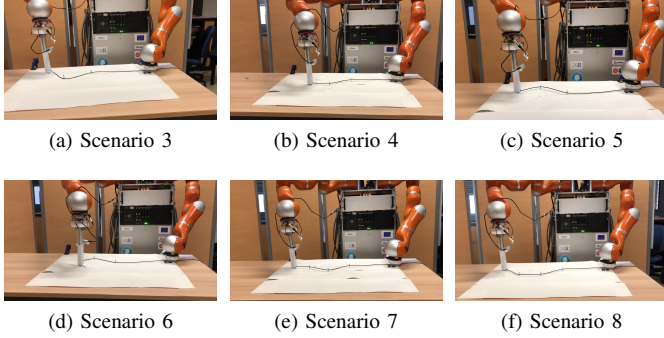 (a) Scenario 3
(b) Scenario 4
(c) Scenario 5
(d) Scenario 6
(e) Scenario 7
(f) Scenario 8